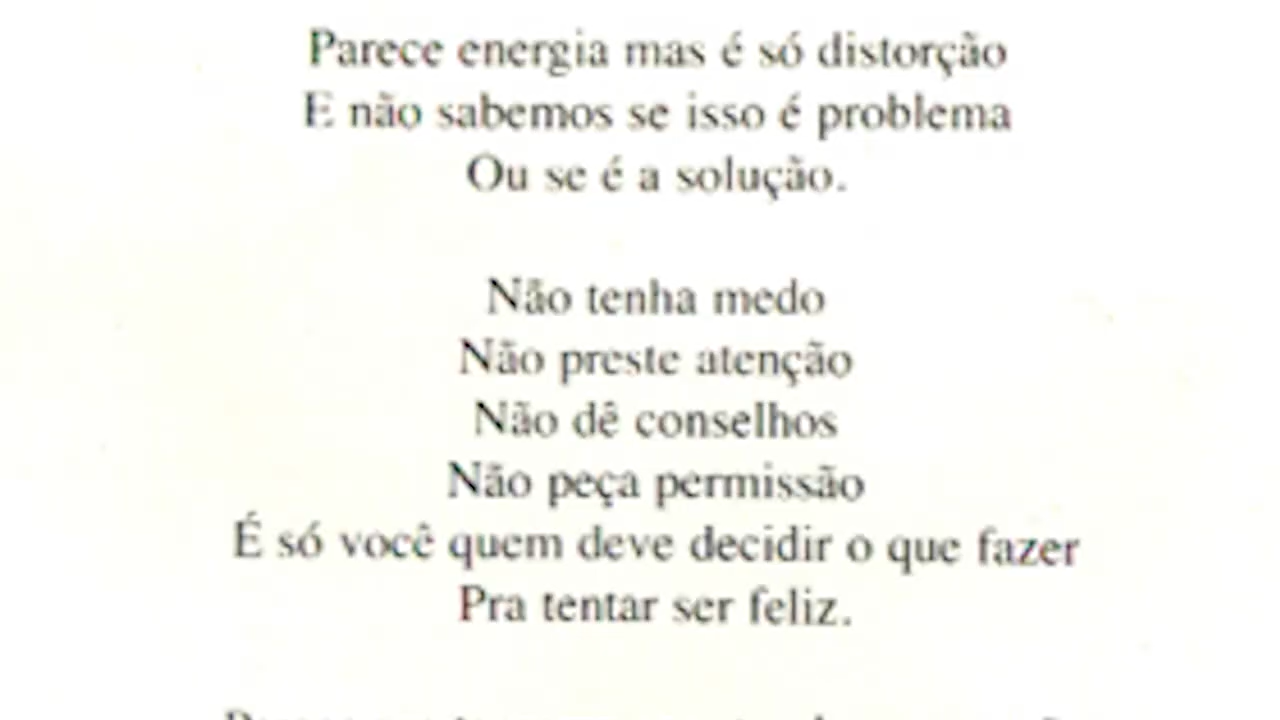 Parece energia mas é só distorção
E não sabemos se isso é problema
Ou se é a solução.
Não tenha medo
Não preste atenção
Não dê conselhos
Não peça permissão
É só você quem deve decidir o que fazer
Pra tentar ser feliz.